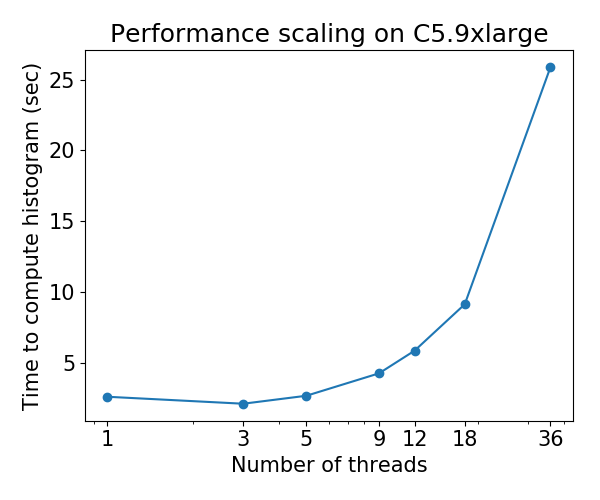 Performance scaling on C5.9xlarge
Time to compute histogram (sec)
25
20
15
10
5
1 3 5 9 12 18 36
Number of threads